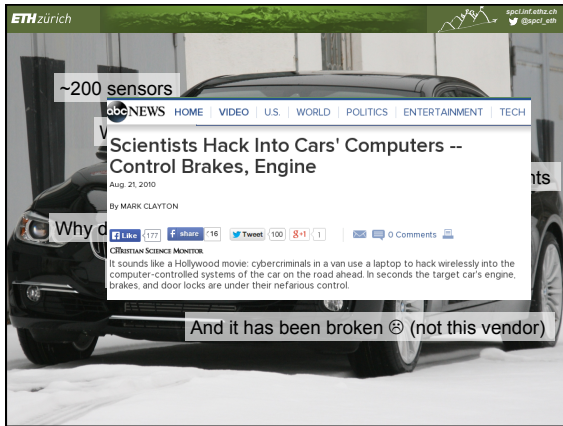 ETH zürich
spcl.inf.ethz.ch
@spcl_eth
~200 sensors
abc NEWS HOME VIDEO U.S. WORLD POLITICS ENTERTAINMENT TECH
Scientists Hack Into Cars' Computers --
Control Brakes, Engine
Aug. 21, 2010
By MARK CLAYTON
Why
Like 177 share 16 Tweet 100 +1 1 0 Comments
CHRISTIAN SCIENCE MONITOR
It sounds like a Hollywood movie: cybercriminals in a van use a laptop to hack wirelessly into the
computer-controlled systems of the car on the road ahead. In seconds the target car's engine,
brakes, and door locks are under their nefarious control.
And it has been broken ☹ (not this vendor)